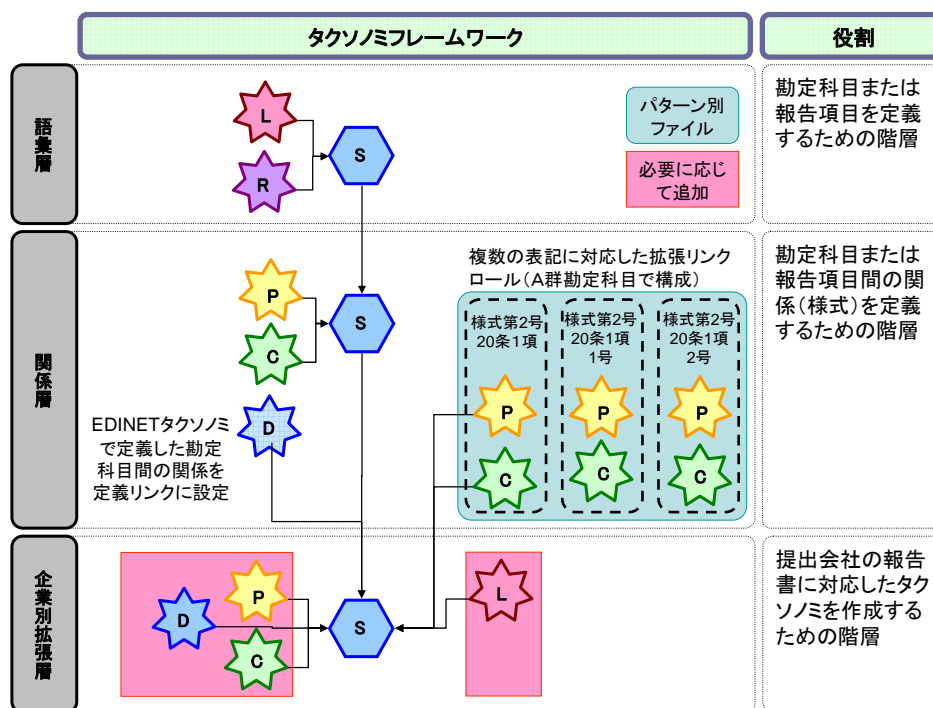 タクソノミフレームワーク
役割
語彙層
L
R
S
パターン別
ファイル
必要に応じ
て追加
勘定科目または
報告項目を定義
するための階層
関係層
P
C
S
D
EDINETタクソノミ
で定義した勘定
科目間の関係を
定義リンクに設定
複数の表記に対応した拡張リンク
ロール(A群勘定科目で構成)
様式第2号
20条1項
P
C
様式第2号
20条1項
1号
P
C
様式第2号
20条1項
2号
P
C
勘定科目または
報告項目間の関
係(様式)を定義
するための階層
企業別拡張層
D
P
C
S
L
提出会社の報告
書に対応したタク
ソノミを作成する
ための階層